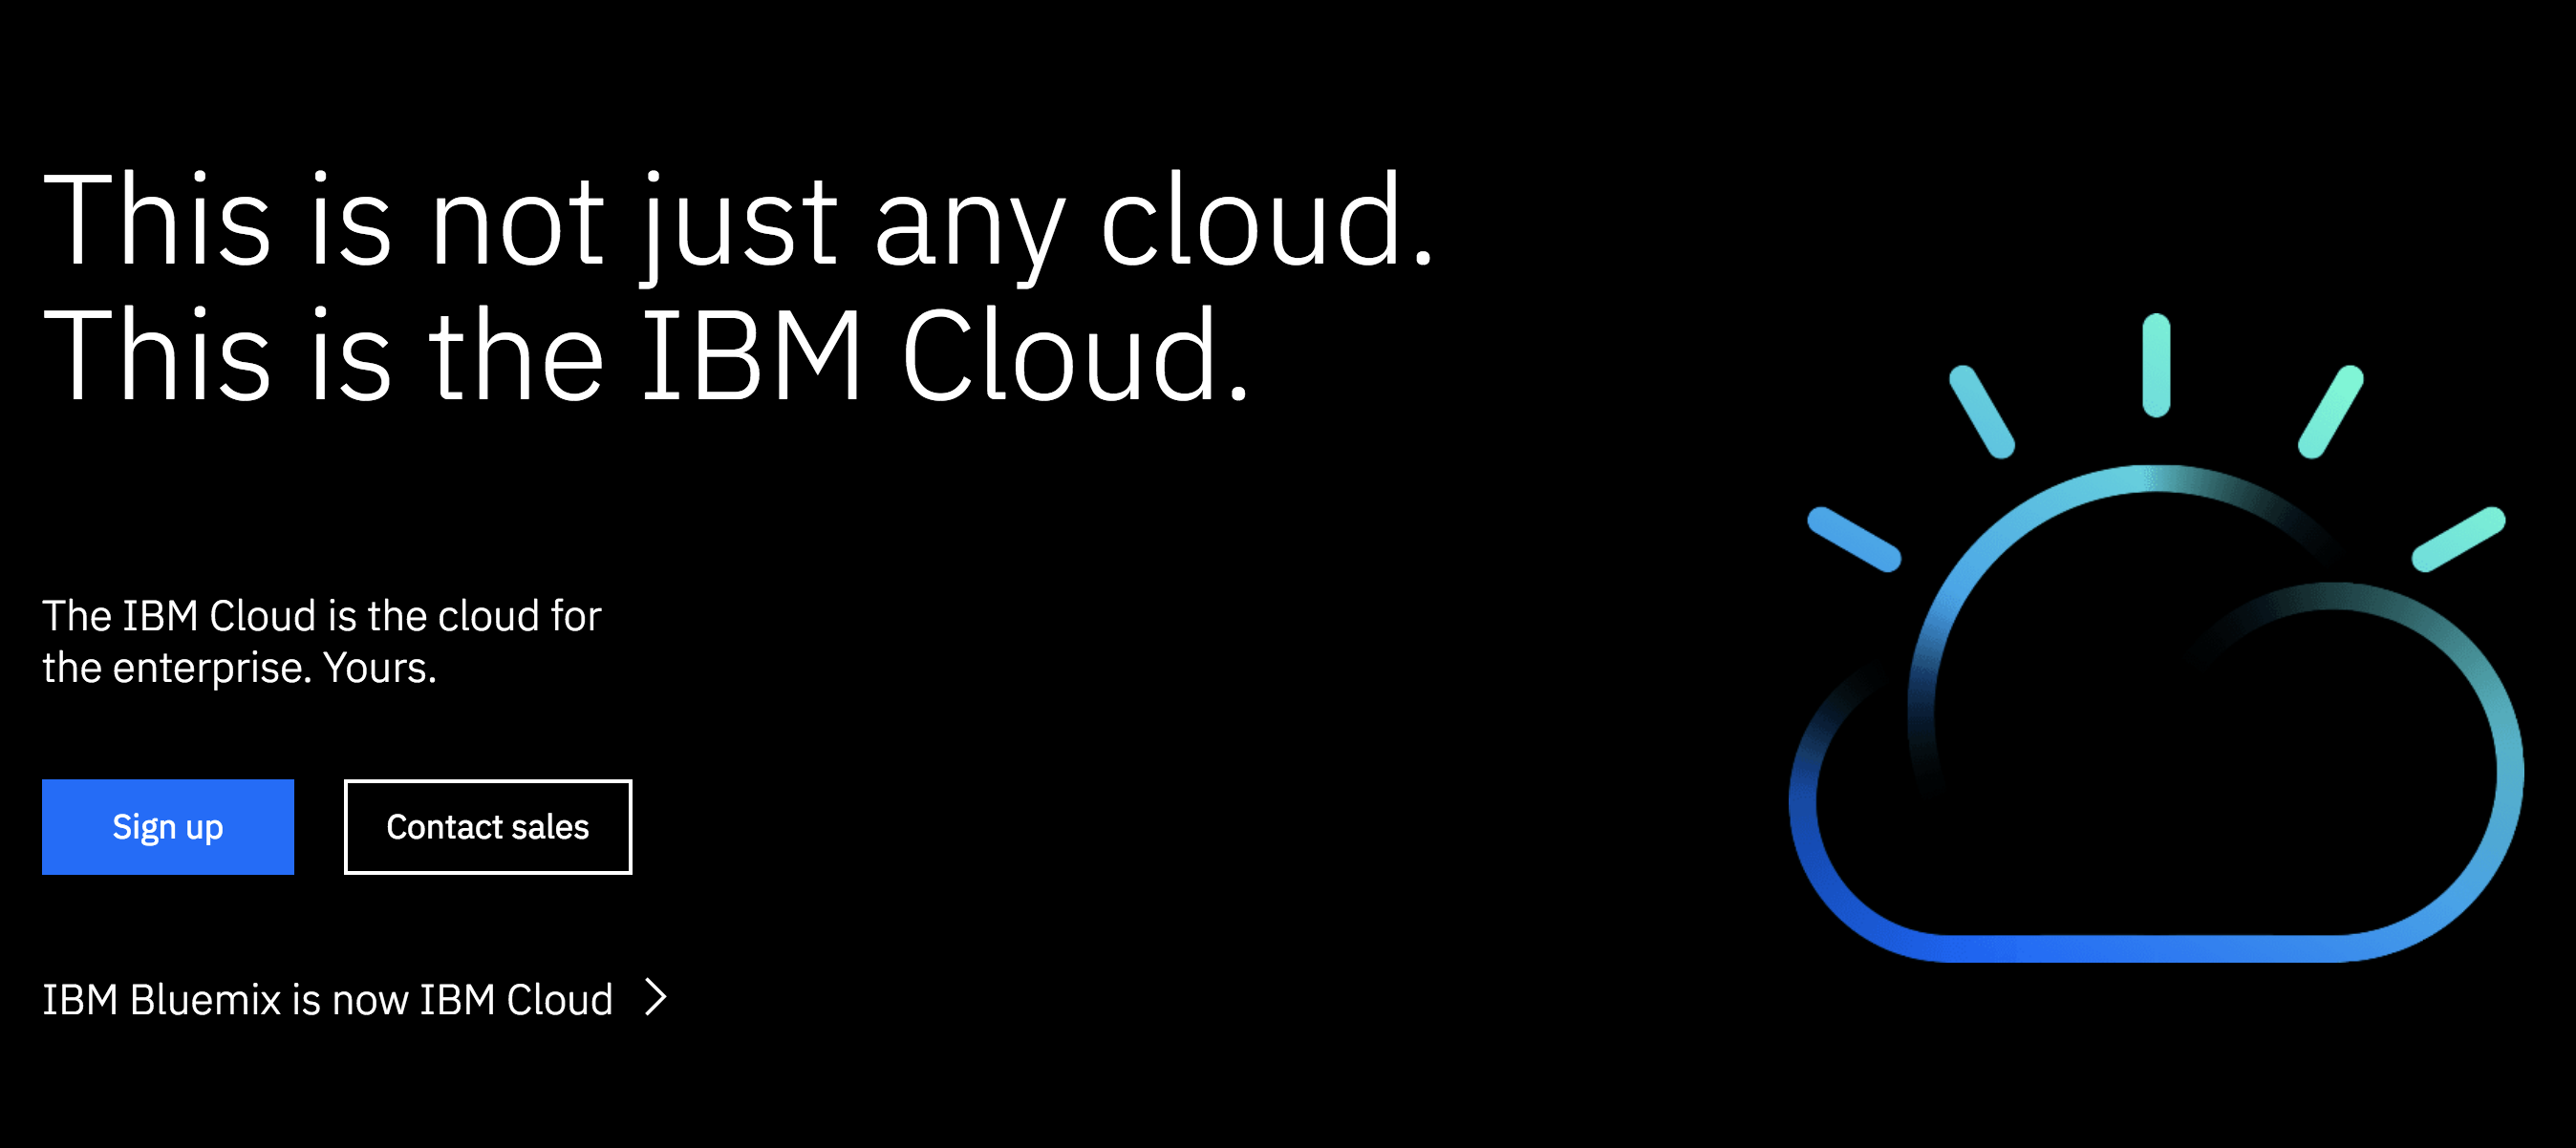 This is not just any cloud.
This is the IBM Cloud.
The IBM Cloud is the cloud for
the enterprise. Yours.
Sign up
Contact sales
IBM Bluemix is now IBM Cloud